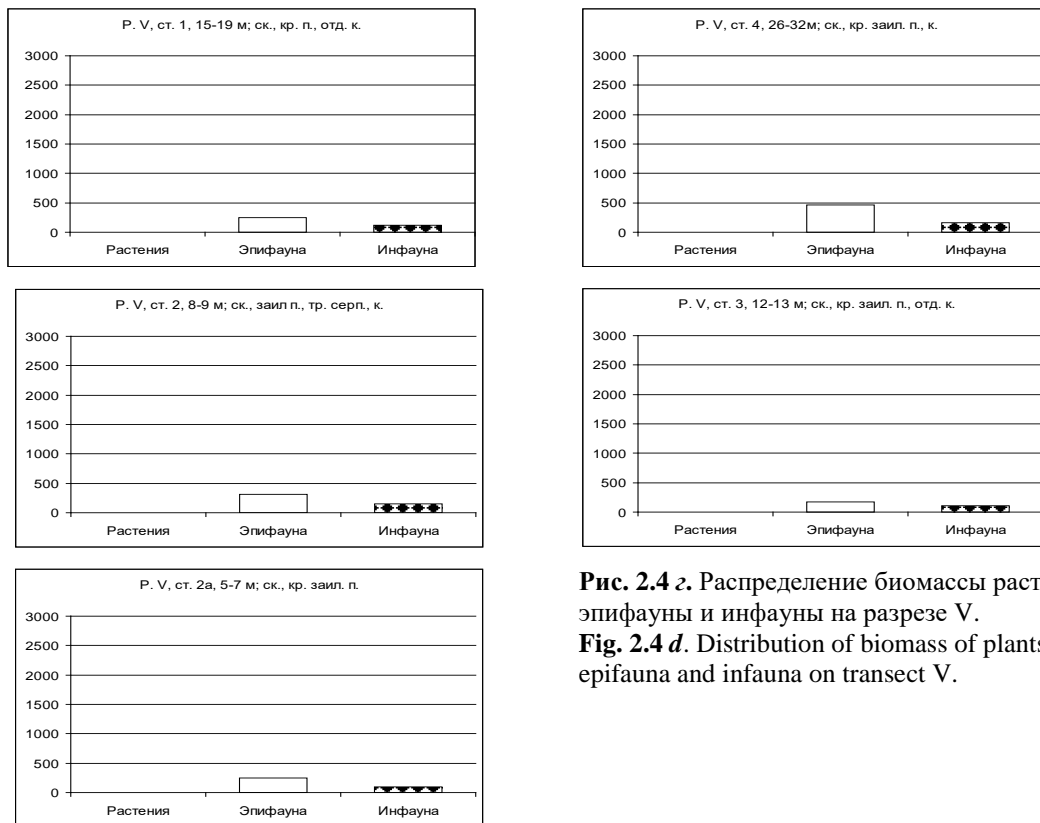 Р. V, ст. 1, 15-19 м; ск., кр. п., отд. к.
3000
2500
2000
1500
1000
500
0
Растения Эпифауна Инфауна
Р. V, ст. 4, 26-32м; ск., кр. заил. п., к.
3000
2500
2000
1500
1000
500
0
Растения Эпифауна Инфауна
Р. V, ст. 2, 8-9 м; ск., заил п., тр. серп., к.
3000
2500
2000
1500
1000
500
0
Растения Эпифауна Инфауна
Р. V, ст. 3, 12-13 м; ск., кр. заил. п., отд. к.
3000
2500
2000
1500
1000
500
0
Растения Эпифауна Инфауна
Р. V, ст. 2а, 5-7 м; ск., кр. заил. п.
3000
2500
2000
1500
1000
500
0
Растения Эпифауна Инфауна
Рис. 2.4 г. Распределение биомассы раст
эпифауны и инфауны на разрезе V.
Fig. 2.4 d. Distribution of biomass of plants
epifauna and infauna on transect V.